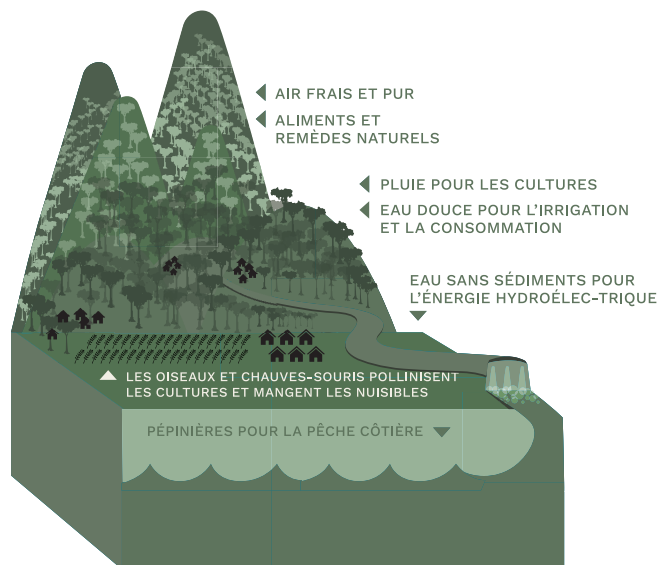 AIR FRAIS ET PUR
ALIMENTS ET
REMÈDES NATURELS
PLUIE POUR LES CULTURES
EAU DOUCE POUR L'IRRIGATION
ET LA CONSOMMATION
EAU SANS SÉDIMENTS POUR
L'ÉNERGIE HYDROÉLEC-TRIQUE
LES OISEAUX ET CHAUVES-SOURIS POLLINISENT
LES CULTURES ET MANGENT LES NUISIBLES
PÉPINIÈRES POUR LA PÊCHE CÔTIÈRE